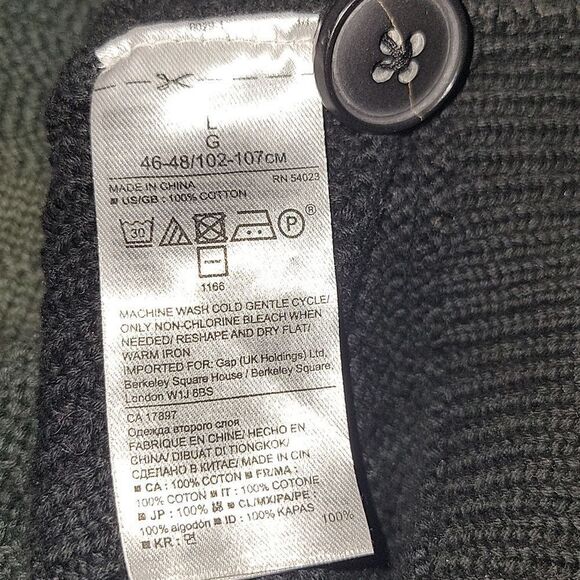 L
G
46-48/102-107CM
MADE IN CHINA RN 54023
■ US/GB : 100% COTTON
30 P ®
1166
MACHINE WASH COLD GENTLE CYCLE/
ONLY NON-CHLORINE BLEACH WHEN
NEEDED/ RESHAPE AND DRY FLAT/
WARM IRON
IMPORTED FOR: Gap (UK Holdings) Ltd,
Berkeley Square House / Berkeley Square,
London W1J 6BS
CA 17897
Одежда второго слоя
FABRIQUE EN CHINE/ HECHO EN
CHINA/ DIBUAT DI TIONGKOK/
СДЕЛАНО В КИТАЕ/ MADE IN CIN
■ CA : 100% COTTON ■ FR/MA :
100% COTON ■ IT : 100% COTONE
■ JP : 100% 綿 ■ CL/MX/PA/PE :
100% algodón ■ ID : 100% KAPAS
■ KR : 면 100%